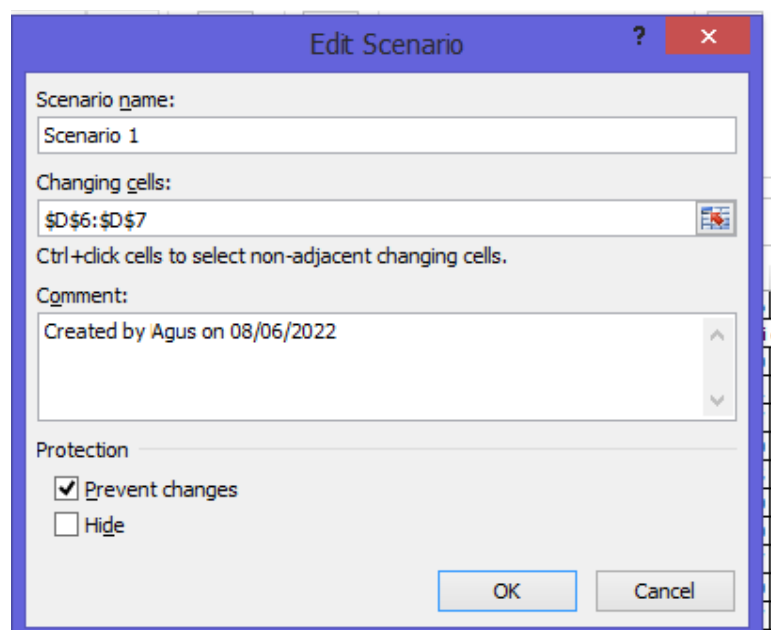 Edit Scenario ?
Scenario name:
Scenario 1
Changing cells:
$D$6:$D$7
Ctrl+click cells to select non-adjacent changing cells.
Comment:
Created by Agus on 08/06/2022
Protection
Prevent changes
Hide
OK Cancel